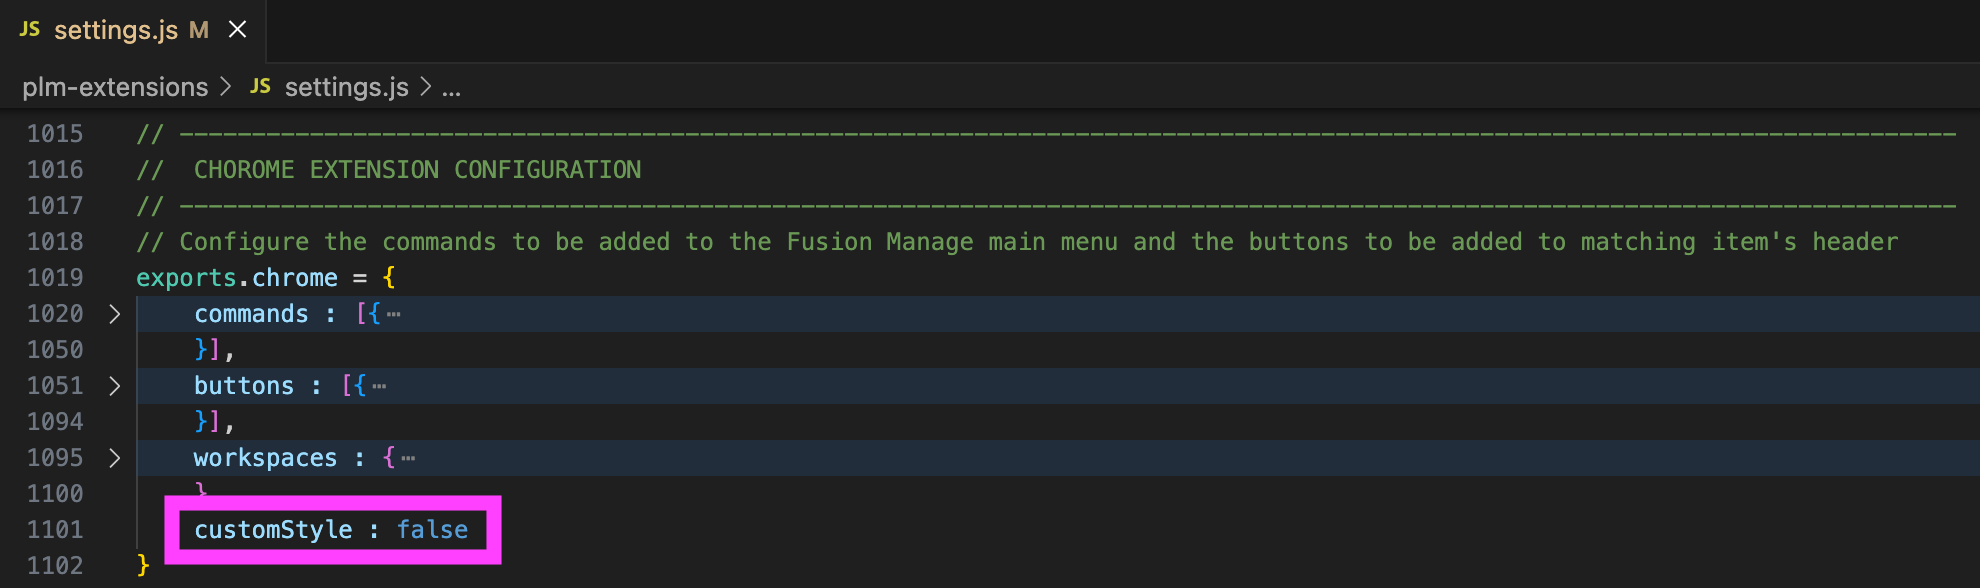 JS settings.js M
plm-extensions > JS settings.js > ...
1015 // ---------------------------------------------------------------------------------------------------------------------------
1016 //  CHOROME EXTENSION CONFIGURATION
1017 // ---------------------------------------------------------------------------------------------------------------------------
1018 // Configure the commands to be added to the Fusion Manage main menu and the buttons to be added to matching item's header
1019 exports.chrome = {
1020 > commands : [{⋯
1050 }],
1051 > buttons : [{⋯
1094 }],
1095 > workspaces : {⋯
1100 }
1101 customStyle : false
1102 }